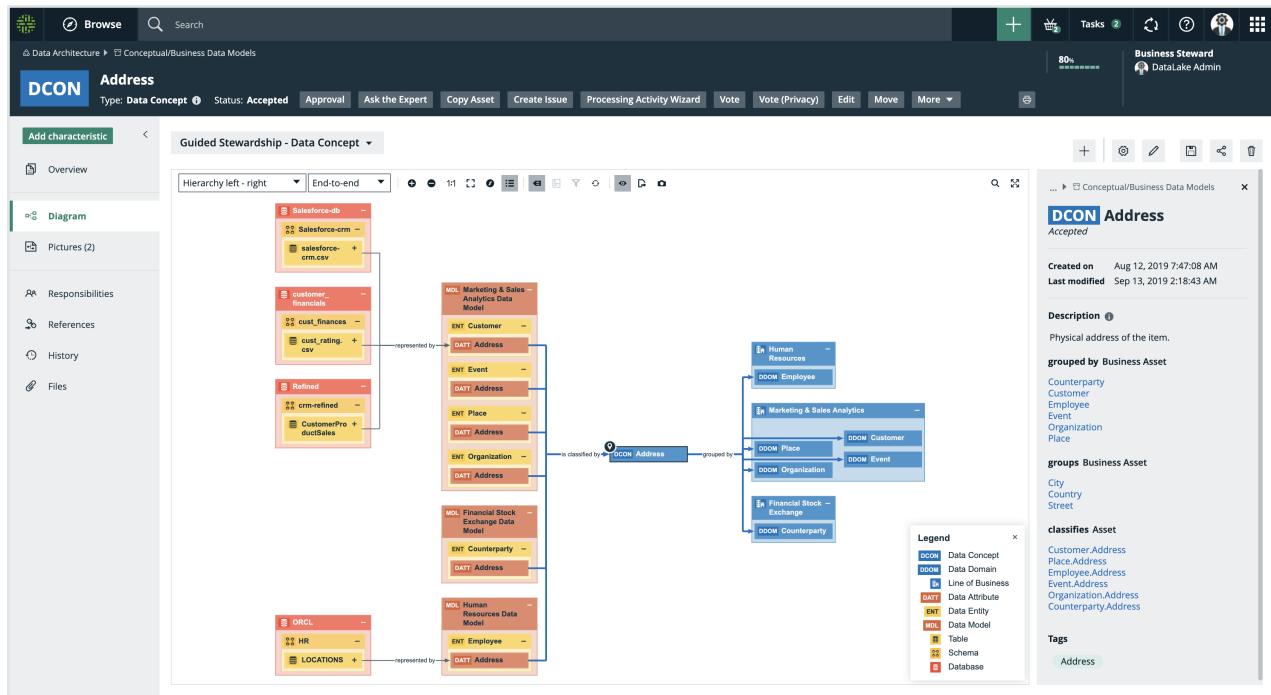 Browse
Search
Tasks 2
2
Data Architecture
Conceptual/Business Data Models
80%
Business Steward
DataLake Admin
DCON
Address
Type: Data Concept
Status: Accepted
Approval
Ask the Expert
Copy Asset
Create Issue
Processing Activity Wizard
Vote
Vote (Privacy)
Edit
Move
More
Add characteristic
Overview
Diagram
Pictures (2)
Responsibilities
References
History
Files
Guided Stewardship - Data Concept
Hierarchy left - right
End-to-end
1:1
Salesforce-db
Salesforce-crm
salesforce-
crm.csv
customer_
financials
cust_finances
cust_rating.
csv
Refined
crm-refined
CustomerPro
ductSales
ORCL
HR
LOCATIONS
represented by
represented by
MDL Marketing & Sales
Analytics Data
Model
ENT Customer
DATT Address
ENT Event
DATT Address
ENT Place
DATT Address
ENT Organization
DATT Address
MDL Financial Stock
Exchange Data
Model
ENT Counterparty
DATT Address
MDL Human
Resources Data
Model
ENT Employee
DATT Address
is classified by
DCON Address
grouped by
Human
Resources
DDOM Employee
Marketing & Sales Analytics
DDOM Customer
DDOM Place
DDOM Event
DDOM Organization
Financial Stock
Exchange
DDOM Counterparty
Legend
DCON Data Concept
DDOM Data Domain
Line of Business
DATT Data Attribute
ENT Data Entity
MDL Data Model
Table
Schema
Database
... Conceptual/Business Data Models
DCON Address
Accepted
Created on Aug 12, 2019 7:47:08 AM
Last modified Sep 13, 2019 2:18:43 AM
Description
Physical address of the item.
grouped by Business Asset
Counterparty
Customer
Employee
Event
Organization
Place
groups Business Asset
City
Country
Street
classifies Asset
Customer.Address
Place.Address
Employee.Address
Event.Address
Organization.Address
Counterparty.Address
Tags
Address